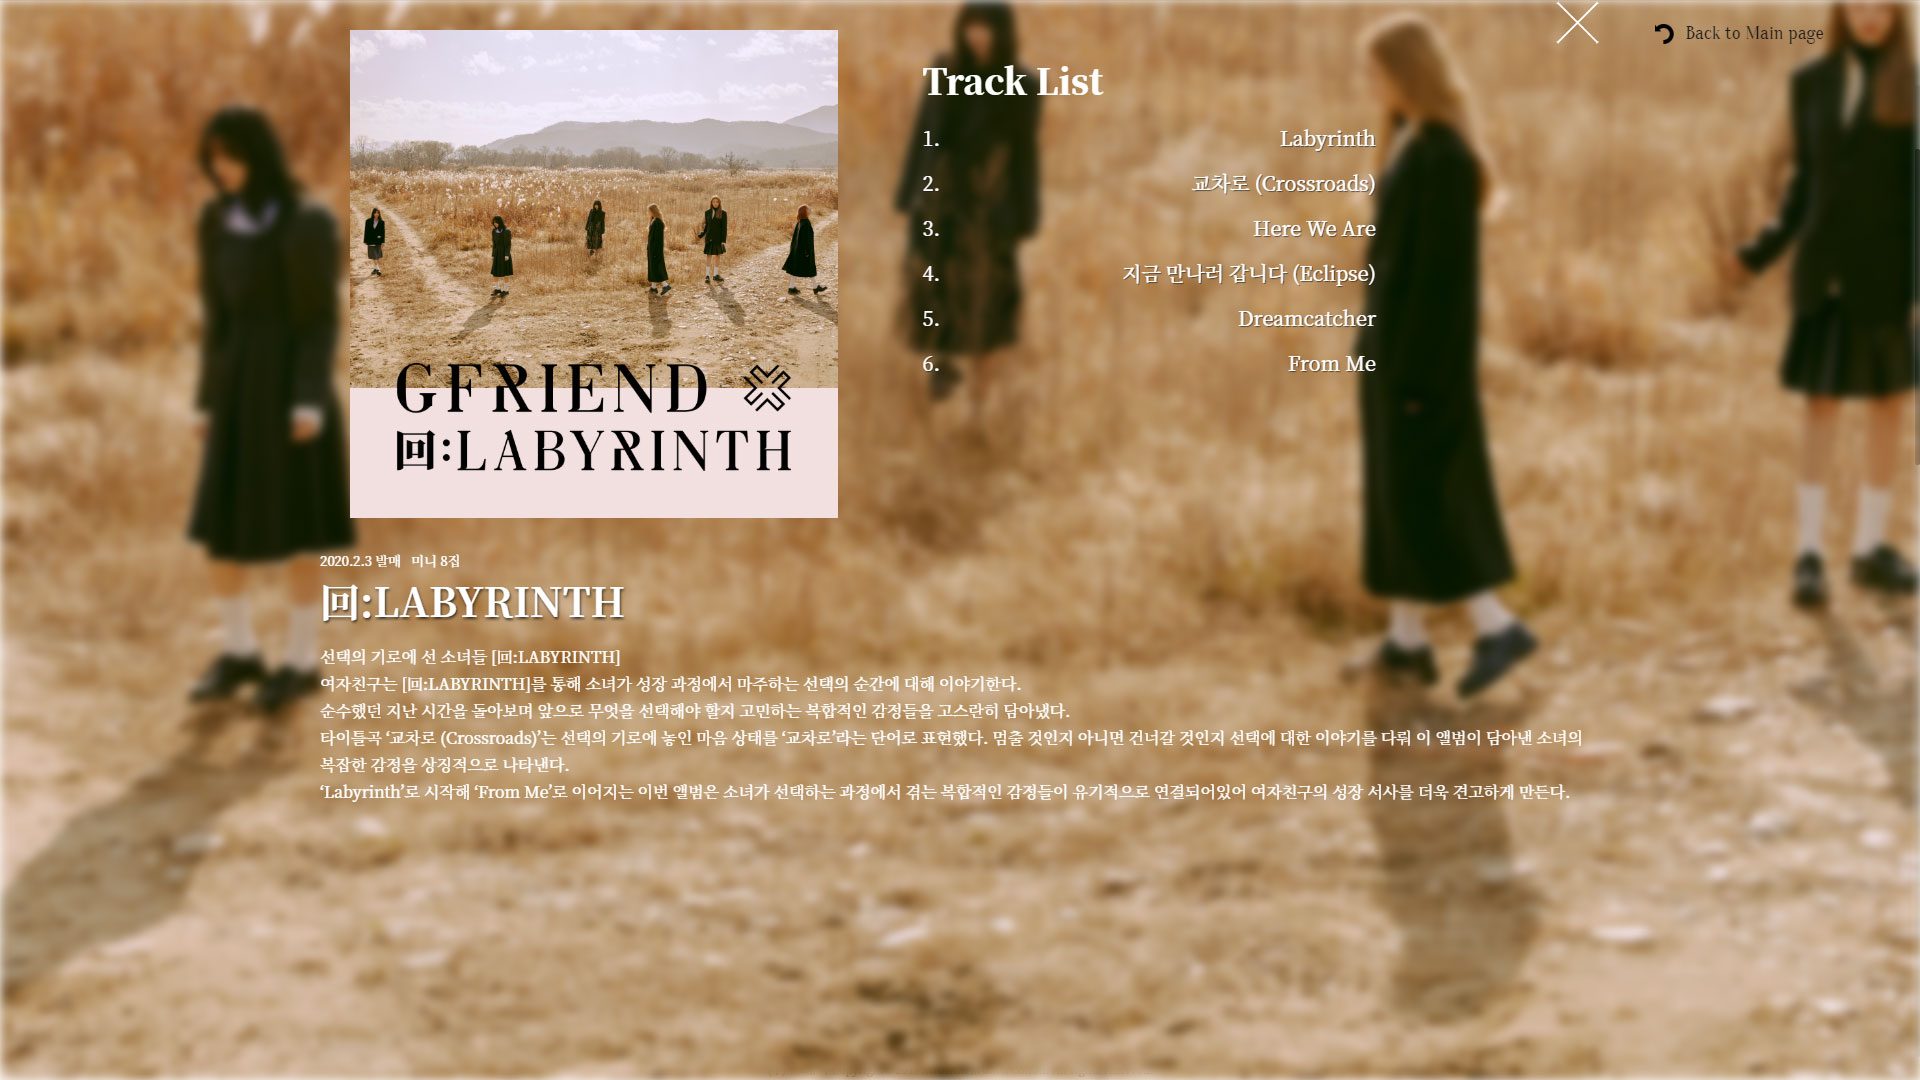 Back to Main page
GFRIEND
回:LABYRINTH
Track List
1. Labyrinth
2. 교차로 (Crossroads)
3. Here We Are
4. 지금 만나러 갑니다 (Eclipse)
5. Dreamcatcher
6. From Me
2020.2.3 발매 미니 8집
回:LABYRINTH
선택의 기로에 선 소녀들 [回:LABYRINTH]
여자친구는 [回:LABYRINTH]를 통해 소녀가 성장 과정에서 마주하는 선택의 순간에 대해 이야기한다.
순수했던 지난 시간을 돌아보며 앞으로 무엇을 선택해야 할지 고민하는 복합적인 감정들을 고스란히 담아냈다.
타이틀곡 ‘교차로 (Crossroads)’는 선택의 기로에 놓인 마음 상태를 ‘교차로’라는 단어로 표현했다. 멈출 것인지 아니면 건너갈 것인지 선택에 대한 이야기를 다뤄 이 앨범이 담아낸 소녀의
복잡한 감정을 상징적으로 나타낸다.
‘Labyrinth’로 시작해 ‘From Me’로 이어지는 이번 앨범은 소녀가 선택하는 과정에서 겪는 복합적인 감정들이 유기적으로 연결되어있어 여자친구의 성장 서사를 더욱 견고하게 만든다.